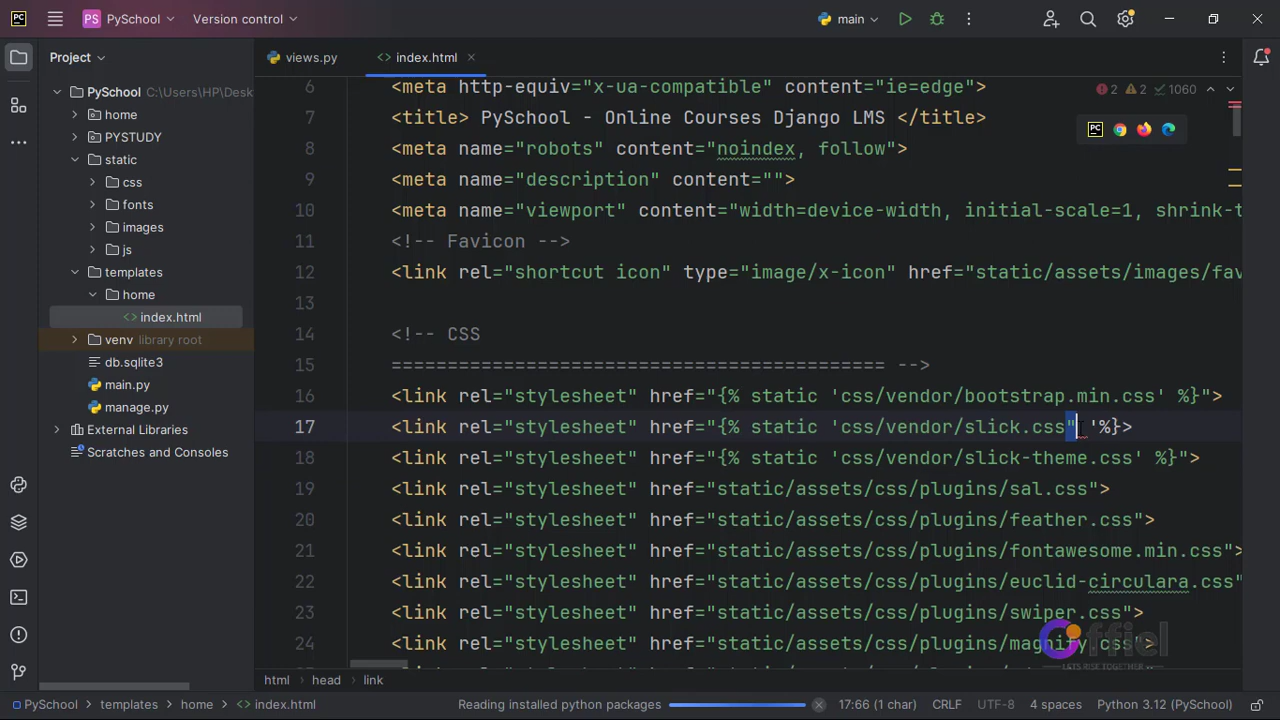 PS PySchool Version control main
Project views.py index.html
PySchool C:\Users\HP\Desk
home
PYSTUDY
static
css
fonts
images
js
templates
home
index.html
venv library root
db.sqlite3
main.py
manage.py
External Libraries
Scratches and Consoles
2 2 1060
PC
6 <meta http-equiv="x-ua-compatible" content="ie=edge">
7 <title> PySchool - Online Courses Django LMS </title>
8 <meta name="robots" content="noindex, follow">
9 <meta name="description" content="">
10 <meta name="viewport" content="width=device-width, initial-scale=1, shrink-t
11 <!-- Favicon -->
12 <link rel="shortcut icon" type="image/x-icon" href="static/assets/images/fav
13
14 <!-- CSS
15 ============================================ -->
16 <link rel="stylesheet" href="{% static 'css/vendor/bootstrap.min.css' %}">
17 <link rel="stylesheet" href="{% static 'css/vendor/slick.css" '%}>
18 <link rel="stylesheet" href="{% static 'css/vendor/slick-theme.css' %}">
19 <link rel="stylesheet" href="static/assets/css/plugins/sal.css">
20 <link rel="stylesheet" href="static/assets/css/plugins/feather.css">
21 <link rel="stylesheet" href="static/assets/css/plugins/fontawesome.min.css">
22 <link rel="stylesheet" href="static/assets/css/plugins/euclid-circulara.css"
23 <link rel="stylesheet" href="static/assets/css/plugins/swiper.css">
24 <link rel="stylesheet" href="static/assets/css/plugins/magnify.css">
Offiel
LETS RISE TOGETHER
html head link
PySchool templates home index.html Reading installed python packages 17:66 (1 char) CRLF UTF-8 4 spaces Python 3.12 (PySchool)